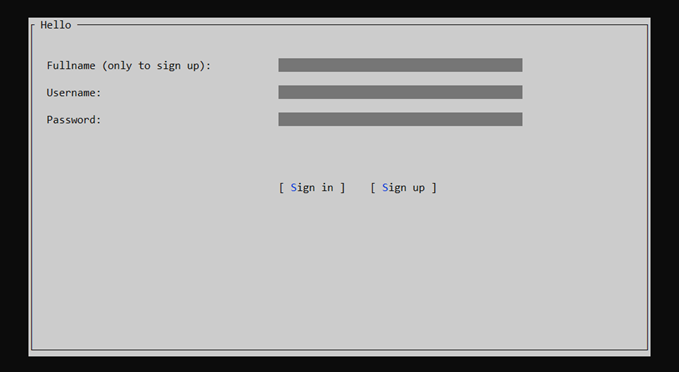 Hello
Fullname (only to sign up):
Username:
Password:
[ Sign in ] [ Sign up ]